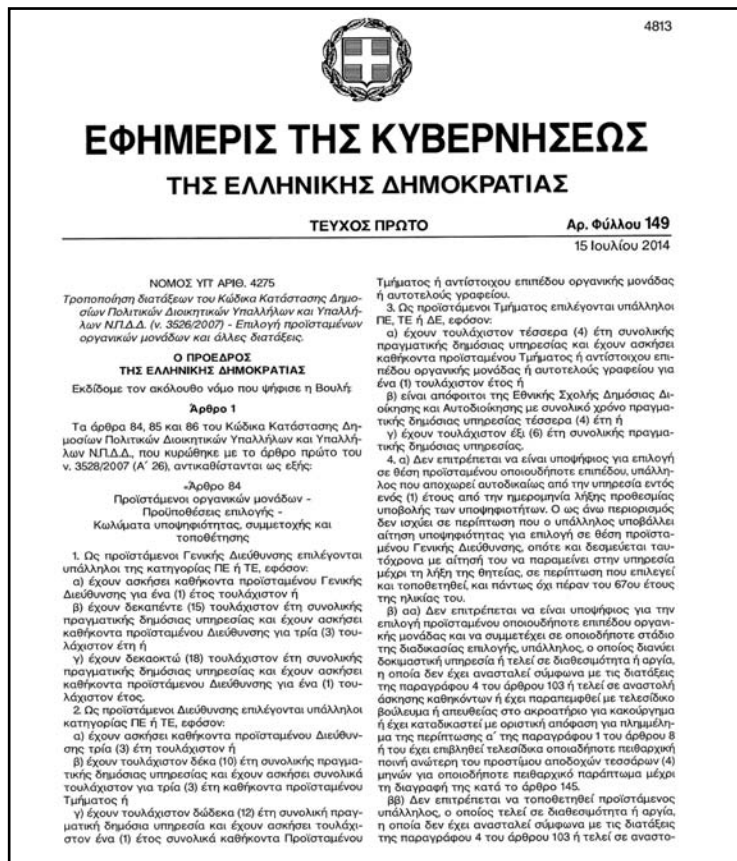 4813
ΕΦΗΜΕΡΙΣ ΤΗΣ ΚΥΒΕΡΝΗΣΕΩΣ
ΤΗΣ ΕΛΛΗΝΙΚΗΣ ΔΗΜΟΚΡΑΤΙΑΣ
ΤΕΥΧΟΣ ΠΡΩΤΟ
Αρ. Φύλλου 149
15 Ιουλίου 2014
ΝΟΜΟΣ ΥΠ' ΑΡΙΘ. 4275
Τροποποίηση διατάξεων του Κώδικα Κατάστασης Δημο-
σίων Πολιτικών Διοικητικών Υπαλλήλων και Υπαλλή-
λων Ν.Π.Δ.Δ. (ν. 3526/2007) - Επιλογή προϊσταμένων
οργανικών μονάδων και άλλες διατάξεις.
Ο ΠΡΟΕΔΡΟΣ
ΤΗΣ ΕΛΛΗΝΙΚΗΣ ΔΗΜΟΚΡΑΤΙΑΣ
Εκδίδομε τον ακόλουθο νόμο που ψήφισε η Βουλή:
Άρθρο 1
Τα άρθρα 84, 85 και 86 του Κώδικα Κατάστασης Δη-
μοσίων Πολιτικών Διοικητικών Υπαλλήλων και Υπαλλή-
λων Ν.Π.Δ.Δ., που κυρώθηκε με το άρθρο πρώτο του
ν. 3528/2007 (Α΄ 26), αντικαθίστανται ως εξής:
«Άρθρο 84
Προϊστάμενοι οργανικών μονάδων -
Προϋποθέσεις επιλογής -
Κωλύματα υποψηφιότητας, συμμετοχής και
τοποθέτησης
1. Ως προϊστάμενοι Γενικής Διεύθυνσης επιλέγονται
υπάλληλοι της κατηγορίας ΠΕ ή ΤΕ, εφόσον:
α) έχουν ασκήσει καθήκοντα προϊσταμένου Γενικής
Διεύθυνσης για ένα (1) έτος τουλάχιστον ή
β) έχουν δεκαπέντε (15) τουλάχιστον έτη συνολικής
πραγματικής δημόσιας υπηρεσίας και έχουν ασκήσει
καθήκοντα προϊσταμένου Διεύθυνσης για τρία (3) του-
λάχιστον έτη ή
γ) έχουν δεκαοκτώ (18) τουλάχιστον έτη συνολικής
πραγματικής δημόσιας υπηρεσίας και έχουν ασκήσει
καθήκοντα προϊστάμενου Διεύθυνσης για ένα (1) του-
λάχιστον έτος.
2. Ως προϊστάμενοι Διεύθυνσης επιλέγονται υπάλληλοι
κατηγορίας ΠΕ ή ΤΕ, εφόσον:
α) έχουν ασκήσει καθήκοντα προϊσταμένου Διεύθυν-
σης τρία (3) έτη τουλάχιστον ή
β) έχουν τουλάχιστον δέκα (10) έτη συνολικής πραγμα-
τικής δημόσιας υπηρεσίας και έχουν ασκήσει συνολικά
τουλάχιστον για τρία (3) έτη καθήκοντα προϊσταμένου
Τμήματος ή
γ) έχουν τουλάχιστον δώδεκα (12) έτη συνολική πραγ-
ματική δημόσια υπηρεσία και έχουν ασκήσει τουλάχι-
στον ένα (1) έτος συνολικά καθήκοντα Προϊσταμένου
Τμήματος ή αντίστοιχου επιπέδου οργανική μονάδας
ή αυτοτελούς γραφείου.
3. Ως προϊστάμενοι Τμήματος επιλέγονται υπάλληλοι
ΠΕ, ΤΕ ή ΔΕ, εφόσον:
α) έχουν τουλάχιστον τέσσερα (4) έτη συνολικής
πραγματικής δημόσιας υπηρεσίας και έχουν ασκήσει
καθήκοντα προϊσταμένου Τμήματος ή αντίστοιχου επι-
πέδου οργανικής μονάδας ή αυτοτελούς γραφείου για
ένα (1) τουλάχιστον έτος ή
β) είναι απόφοιτοι της Εθνικής Σχολής Δημόσιας Δι-
οίκησης και Αυτοδιοίκησης με συνολικό χρόνο πραγμα-
τικής δημόσιας υπηρεσίας τέσσερα (4) έτη ή
γ) έχουν τουλάχιστον έξι (6) έτη συνολικής πραγμα-
τικής δημόσιας υπηρεσίας.
4. α) Δεν επιτρέπεται να είναι υποψήφιος για επιλογή
σε θέση προϊσταμένου οποιουδήποτε επιπέδου, υπάλλη-
λος που αποχωρεί αυτοδικαίως από την υπηρεσία εντός
ενός (1) έτους από την ημερομηνία λήξης προθεσμίας
υποβολής των υποψηφιοτήτων. Ο ως άνω περιορισμός
δεν ισχύει σε περίπτωση που ο υπάλληλος υποβάλλει
αίτηση υποψηφιότητας για επιλογή σε θέση προϊστα-
μένου Γενικής Διεύθυνσης, οπότε και δεσμεύεται ταυ-
τόχρονα με αίτησή του να παραμείνει στην υπηρεσία
μέχρι τη λήξη της θητείας, σε περίπτωση που επιλεγεί
και τοποθετηθεί, και πάντως όχι πέραν του 67ου έτους
της ηλικίας του.
β) αα) Δεν επιτρέπεται να είναι υποψήφιος για την
επιλογή προϊσταμένου οποιουδήποτε επιπέδου οργανι-
κής μονάδας και να συμμετέχει σε οποιοδήποτε στάδιο
της διαδικασίας επιλογής, υπάλληλος, ο οποίος διανύει
δοκιμαστική υπηρεσία ή τελεί σε διαθεσιμότητα ή αργία,
η οποία δεν έχει ανασταλεί σύμφωνα με τις διατάξεις
της παραγράφου 4 του άρθρου 103 ή τελεί σε αναστολή
άσκησης καθηκόντων ή έχει παραπεμφθεί με τελεσίδικο
βούλευμα ή απευθείας στο ακροατήριο για κακούργημα
ή έχει καταδικαστεί με οριστική απόφαση για πλημμέλη-
μα της περίπτωσης α΄ της παραγράφου 1 του άρθρου 8
ή του έχει επιβληθεί τελεσίδικα οποιαδήποτε πειθαρχική
ποινή ανώτερη του προστίμου αποδοχών τεσσάρων (4)
μηνών για οποιοδήποτε πειθαρχικό παράπτωμα μέχρι
τη διαγραφή της κατά το άρθρο 145.
ββ) Δεν επιτρέπεται να τοποθετηθεί προϊστάμενος
υπάλληλος, ο οποίος τελεί σε διαθεσιμότητα ή αργία,
η οποία δεν έχει ανασταλεί σύμφωνα με τις διατάξεις
της παραγράφου 4 του άρθρου 103 ή τελεί σε αναστο-